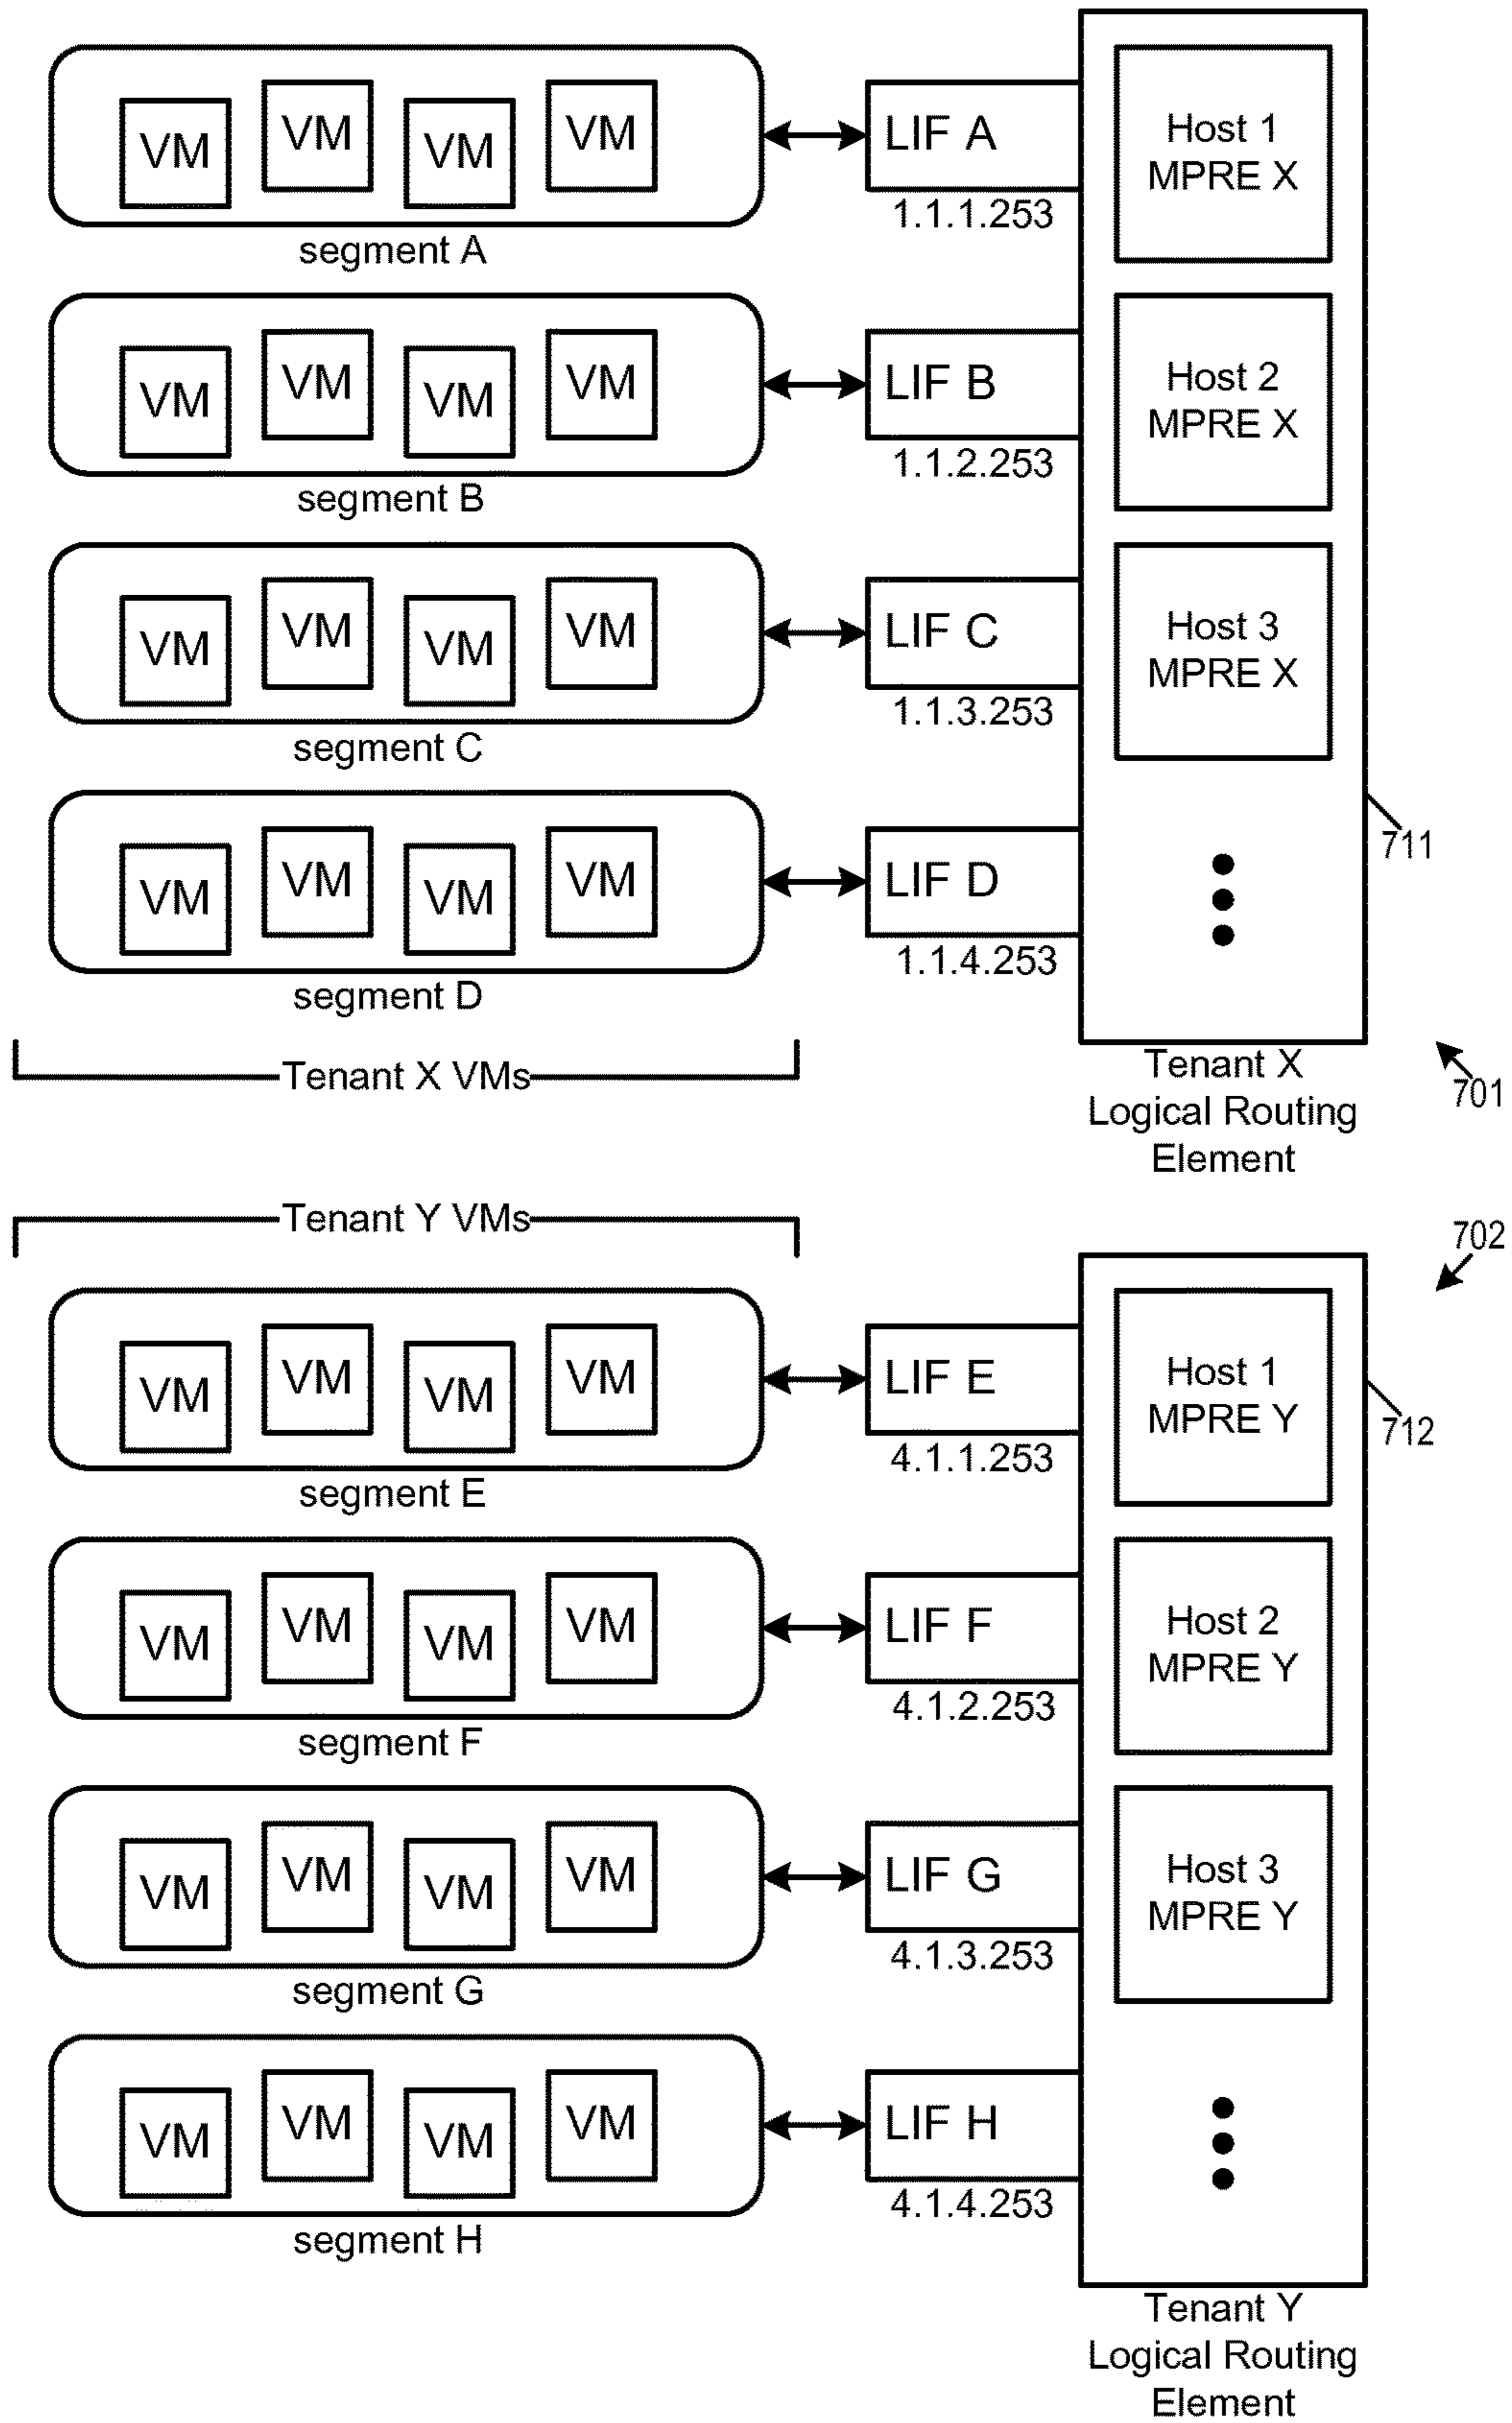 VM VM VM VM
segment A
LIF A
1.1.1.253
Host 1
MPRE X
VM VM VM VM
segment B
LIF B
1.1.2.253
Host 2
MPRE X
VM VM VM VM
segment C
LIF C
1.1.3.253
Host 3
MPRE X
VM VM VM VM
segment D
LIF D
1.1.4.253
711
Tenant X VMs
Tenant X
Logical Routing
Element
701
Tenant Y VMs
702
VM VM VM VM
segment E
LIF E
4.1.1.253
Host 1
MPRE Y
712
VM VM VM VM
segment F
LIF F
4.1.2.253
Host 2
MPRE Y
VM VM VM VM
segment G
LIF G
4.1.3.253
Host 3
MPRE Y
VM VM VM VM
segment H
LIF H
4.1.4.253
Tenant Y
Logical Routing
Element